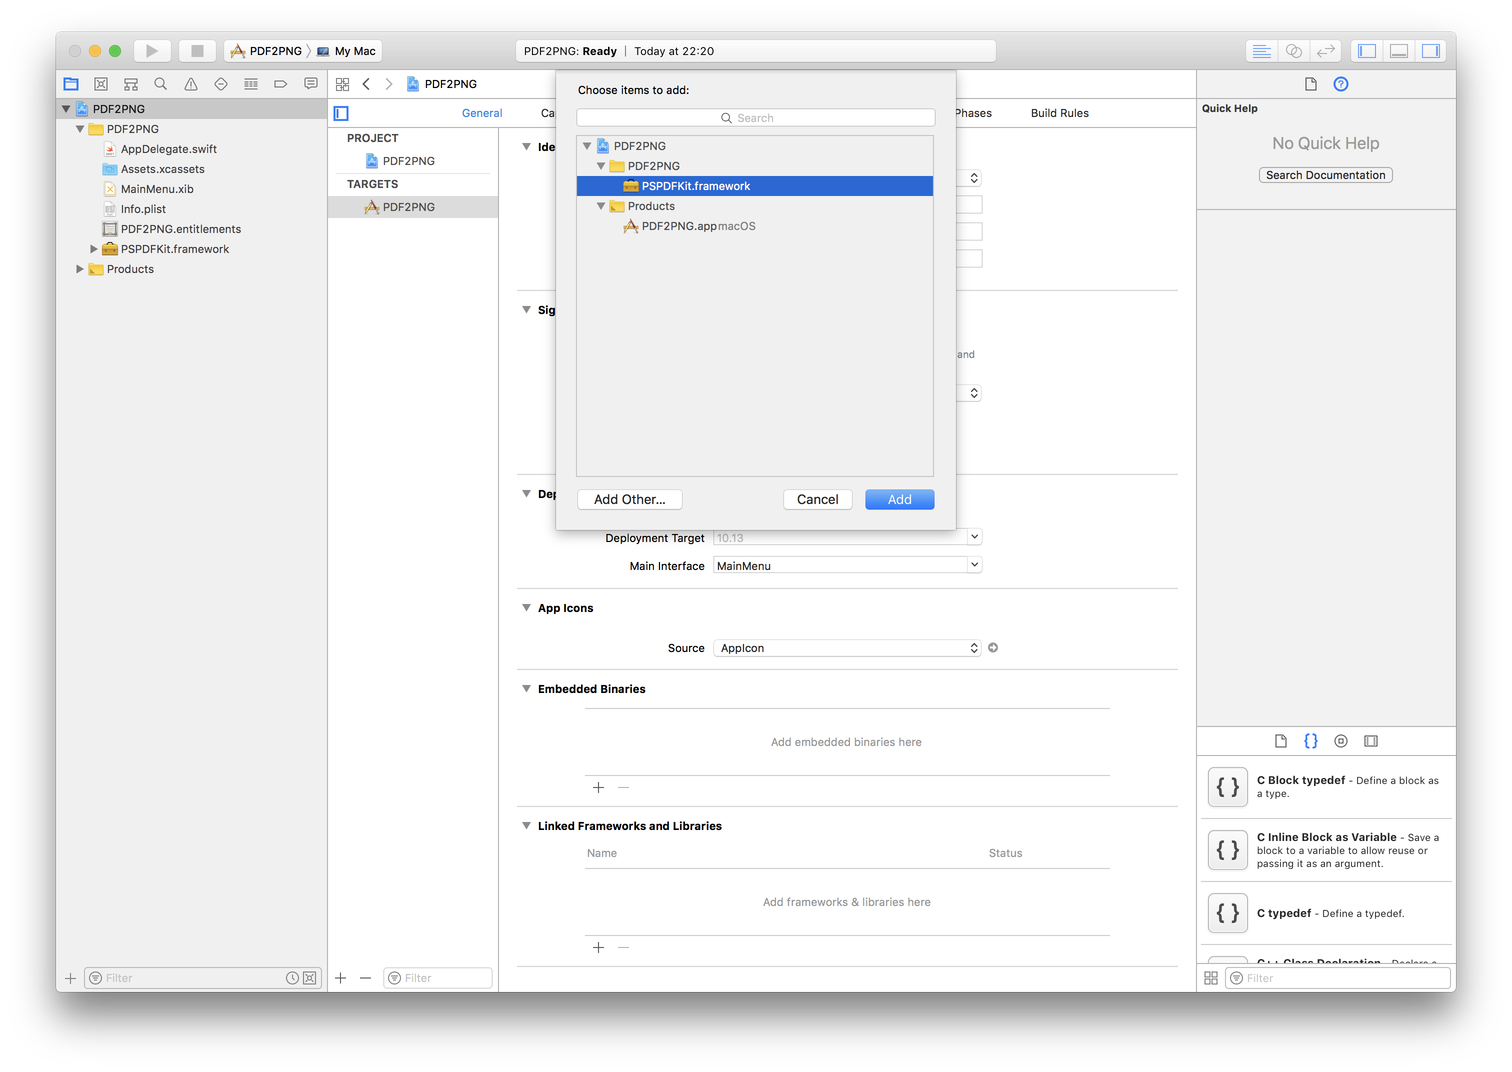 PDF2PNG
My Mac
PDF2PNG: Ready | Today at 22:20
PDF2PNG
PDF2PNG
AppDelegate.swift
Assets.xcassets
MainMenu.xib
Info.plist
PDF2PNG.entitlements
PSPDFKit.framework
Products
Filter
PDF2PNG
General
Ca
Phases
Build Rules
PROJECT
PDF2PNG
TARGETS
PDF2PNG
Filter
Choose items to add:
Search
PDF2PNG
PDF2PNG
PSPDFKit.framework
Products
PDF2PNG.app macOS
Add Other...
Cancel
Add
Ide
Sig
and
Dep
Deployment Target 10.13
Main Interface MainMenu
App Icons
Source AppIcon
Embedded Binaries
Add embedded binaries here
Linked Frameworks and Libraries
Name Status
Add frameworks & libraries here
Quick Help
No Quick Help
Search Documentation
C Block typedef - Define a block as
a type.
C Inline Block as Variable - Save a
block to a variable to allow reuse or
passing it as an argument.
C typedef - Define a typedef.
C++ Class Declaration - Declare a
Filter